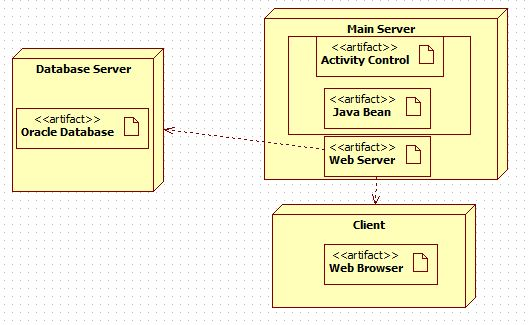 Database Server
<<artifact>>
Oracle Database
Main Server
<<artifact>>
Activity Control
<<artifact>>
Java Bean
<<artifact>>
Web Server
Client
<<artifact>>
Web Browser